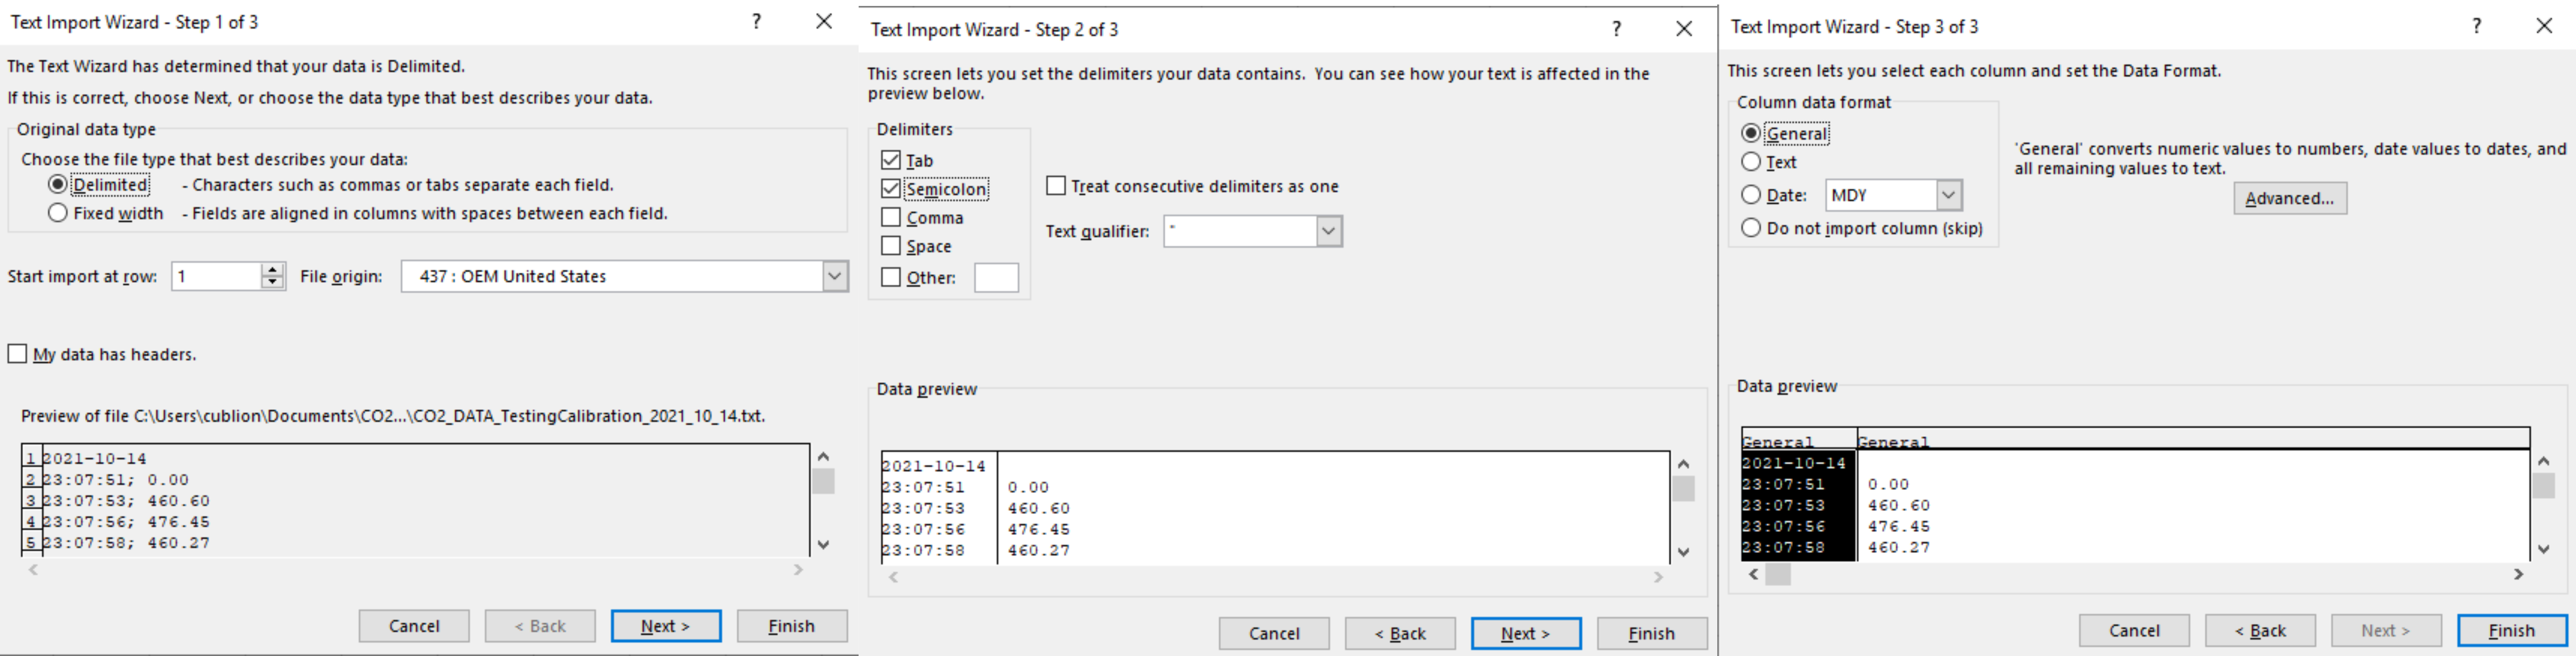 Text Import Wizard - Step 1 of 3
?
The Text Wizard has determined that your data is Delimited.
If this is correct, choose Next, or choose the data type that best describes your data.
Original data type
Choose the file type that best describes your data:
Delimited - Characters such as commas or tabs separate each field.
Fixed width - Fields are aligned in columns with spaces between each field.
Start import at row: 1 File origin: 437 : OEM United States
My data has headers.
Preview of file C:\Users\cublion\Documents\CO2...\CO2_DATA_TestingCalibration_2021_10_14.txt.
1 2021-10-14
2 23:07:51; 0.00
3 23:07:53; 460.60
4 23:07:56; 476.45
5 23:07:58; 460.27
Cancel < Back Next > Finish
Text Import Wizard - Step 2 of 3
?
This screen lets you set the delimiters your data contains. You can see how your text is affected in the
preview below.
Delimiters
Tab
Semicolon
Comma
Space
Other:
Treat consecutive delimiters as one
Text qualifier: "
Data preview
2021-10-14
23:07:51 0.00
23:07:53 460.60
23:07:56 476.45
23:07:58 460.27
Cancel < Back Next > Finish
Text Import Wizard - Step 3 of 3
?
This screen lets you select each column and set the Data Format.
Column data format
General
Text
Date: MDY
Do not import column (skip)
'General' converts numeric values to numbers, date values to dates, and
all remaining values to text.
Advanced...
Data preview
General General
2021-10-14
23:07:51 0.00
23:07:53 460.60
23:07:56 476.45
23:07:58 460.27
Cancel < Back Next > Finish